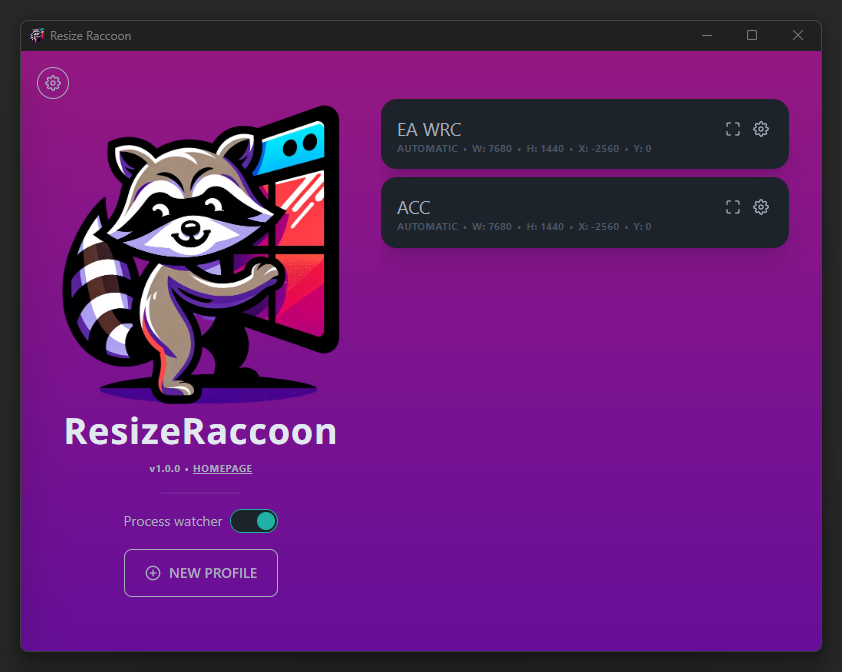 Resize Raccoon
EA WRC
AUTOMATIC • W: 7680 • H: 1440 • X: -2560 • Y: 0
ACC
AUTOMATIC • W: 7680 • H: 1440 • X: -2560 • Y: 0
ResizeRaccoon
v1.0.0 • HOMEPAGE
Process watcher
NEW PROFILE